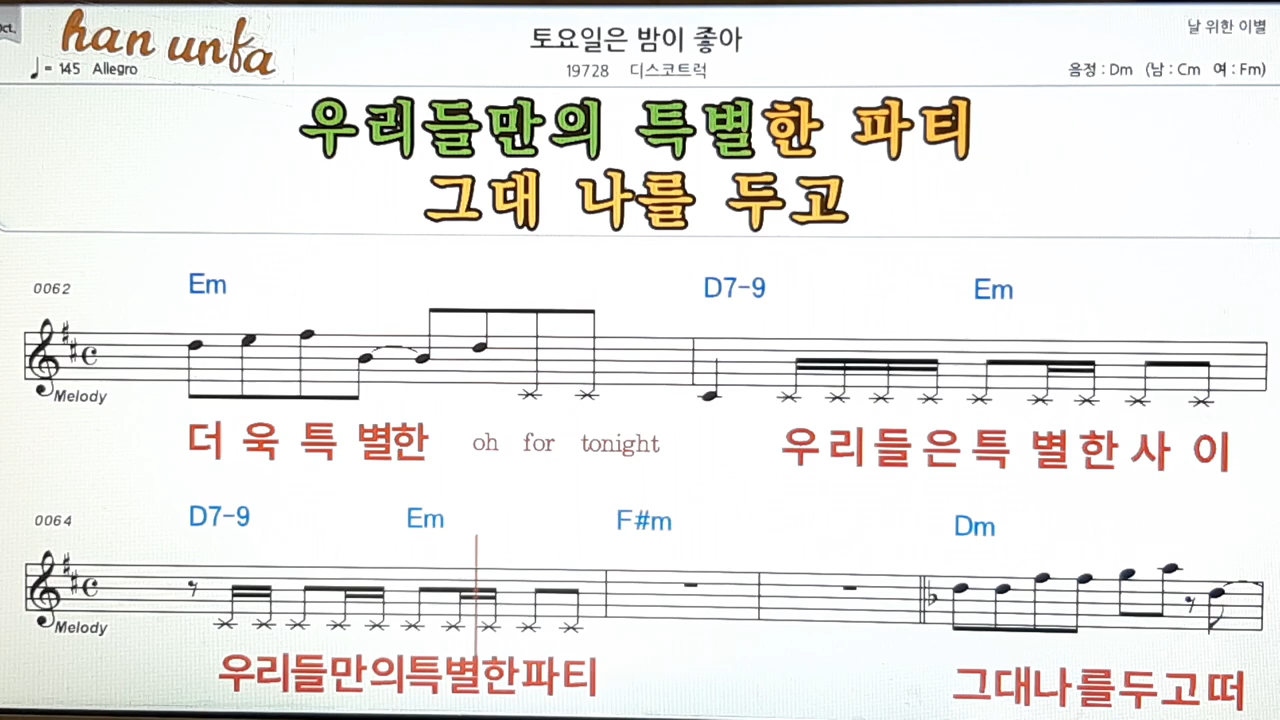 Oct.
han unfa
토요일은 밤이 좋아
날 위한 이별
♩= 145 Allegro
19728 디스코트럭
음정 : Dm (남 : Cm 여 : Fm)
우리들만의 특별한 파티
그대 나를 두고
0062 Em D7-9 Em
Melody
더 욱 특 별한 oh for tonight 우 리 들 은 특 별 한 사 이
0064 D7-9 Em F#m Dm
Melody
우리들만의특별한파티 그대나를두고떠